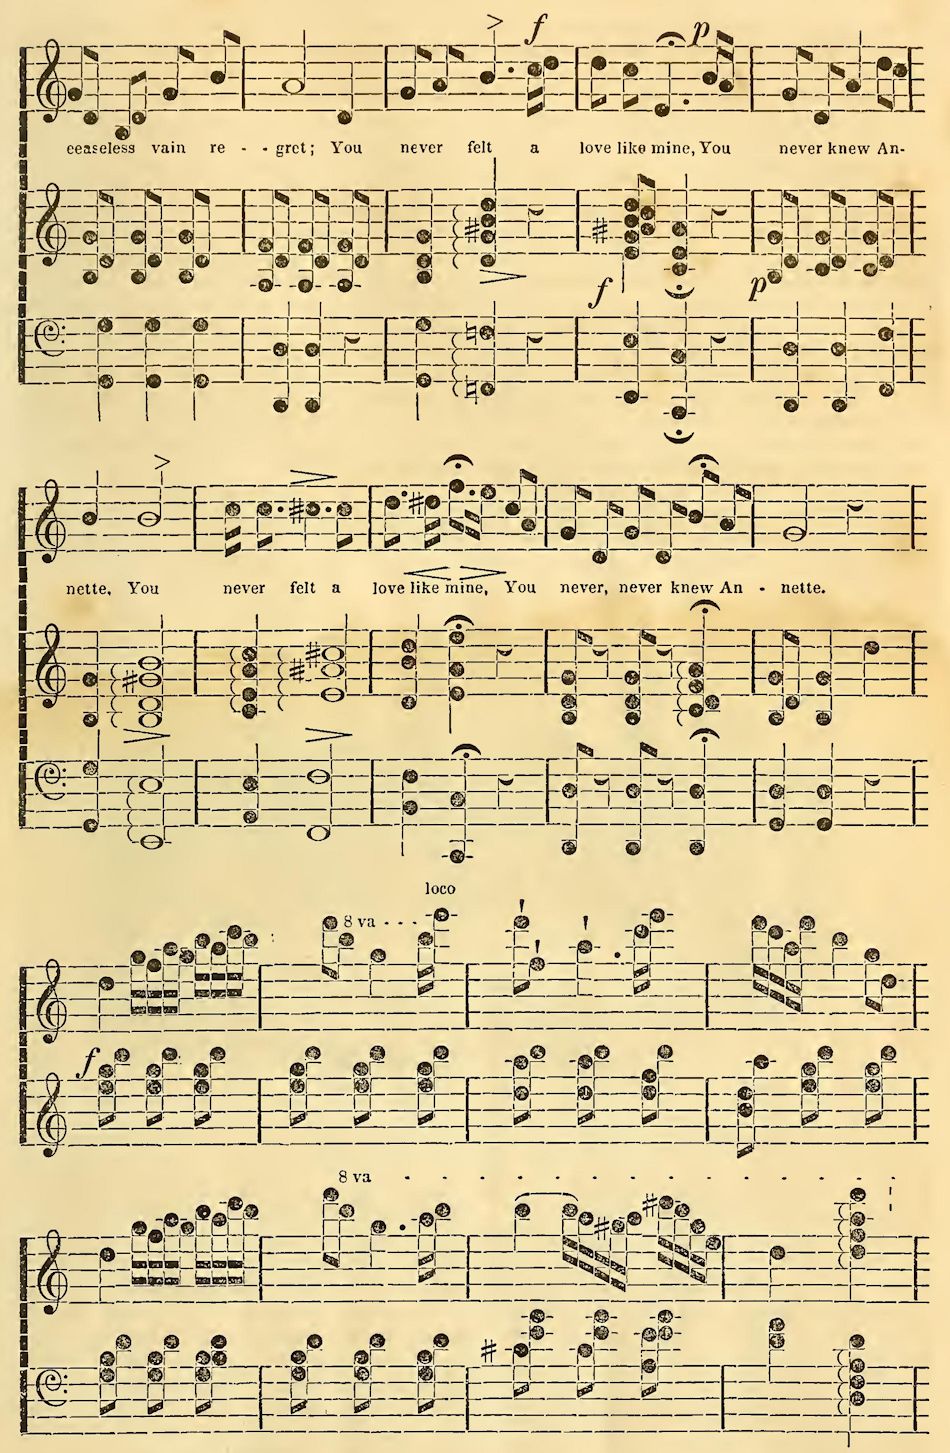 f p
ceaseless vain re - - gret; You never felt a love like mine, You never knew An-
f p
nette, You never felt a love like mine, You never, never knew An - nette.
loco
8 va - - -
f
8 va